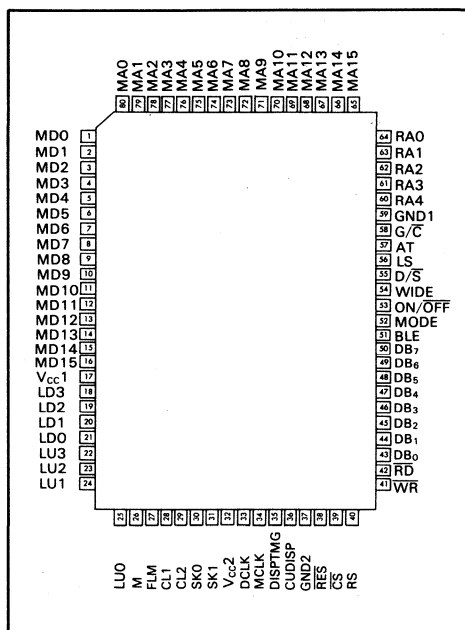 MA0 MA1 MA2 MA3 MA4 MA5 MA6 MA7 MA8 MA9 MA10 MA11 MA12 MA13 MA14 MA15
80 79 78 77 76 75 74 73 72 71 70 69 68 67 66 65
MD0 1
MD1 2
MD2 3
MD3 4
MD4 5
MD5 6
MD6 7
MD7 8
MD8 9
MD9 10
MD10 11
MD11 12
MD12 13
MD13 14
MD14 15
MD15 16
Vcc1 17
LD3 18
LD2 19
LD1 20
LD0 21
LU3 22
LU2 23
LU1 24
64 RA0
63 RA1
62 RA2
61 RA3
60 RA4
59 GND1
58 G/C̅
57 AT
56 LS
55 D/S̅
54 WIDE
53 ON/O̅F̅F̅
52 MODE
51 BLE
50 DB₇
49 DB₆
48 DB₅
47 DB₄
46 DB₃
45 DB₂
44 DB₁
43 DB₀
42 R̅D̅
41 W̅R̅
25 26 27 28 29 30 31 32 33 34 35 36 37 38 39 40
LU0 M FLM CL1 CL2 SK0 SK1 Vcc2 DCLK MCLK DISPTMG CUDISP GND2 R̅E̅S̅ C̅S̅ RS